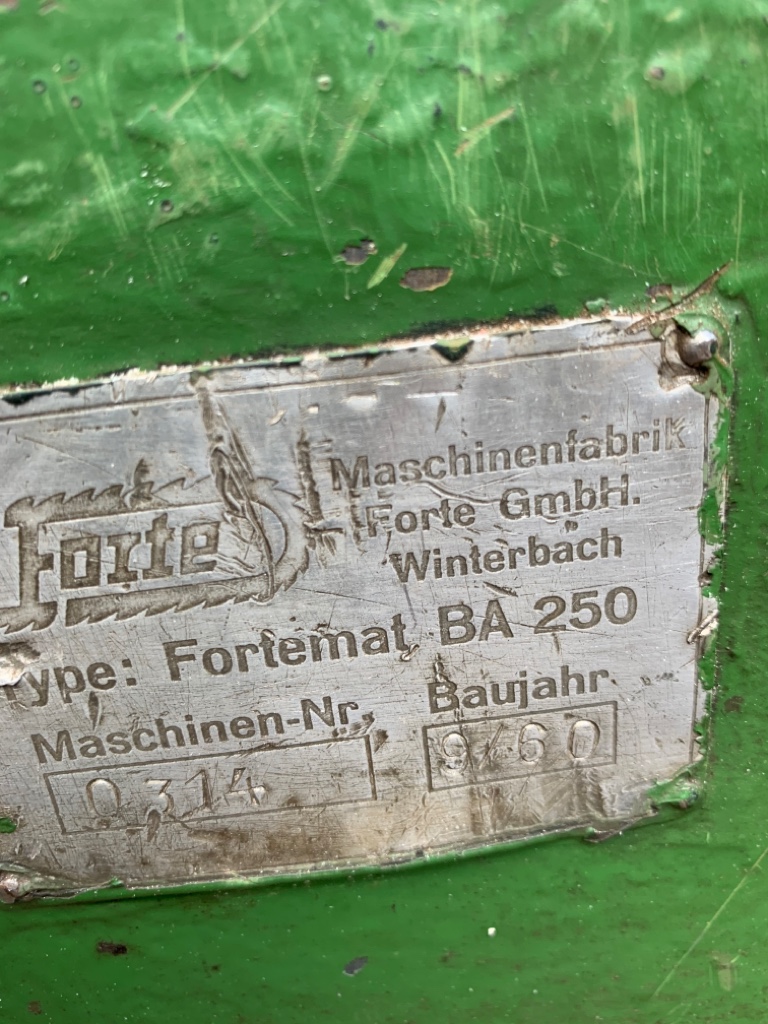 Forte
Maschinenfabrik
Forte GmbH.
Winterbach
Type: Fortemat BA 250
Maschinen-Nr. Baujahr
0314 9/60